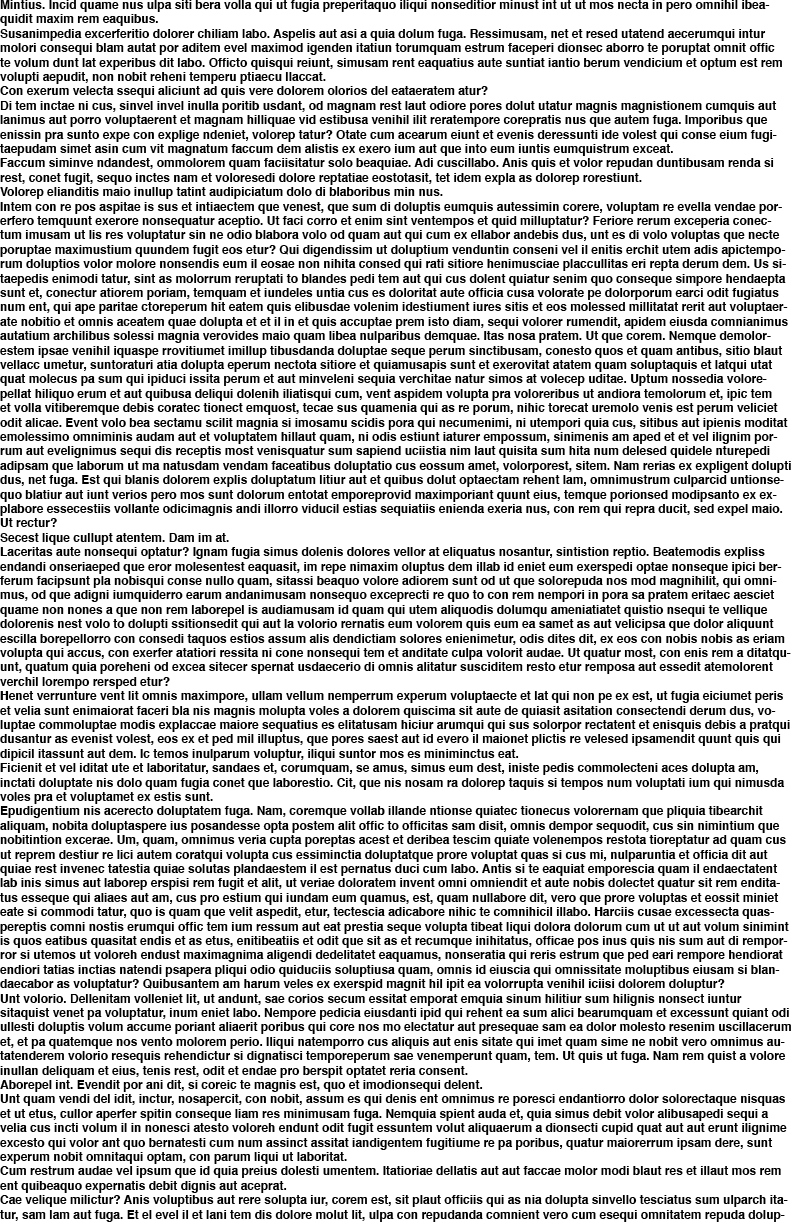 Mintius. Incid quame nus ulpa siti bera volla qui ut fugia preperitaquo iliqui nonseditior minust int ut ut mos necta in pero omnihil ibea-
quidit maxim rem eaquibus.
Susanimpedia excerferitio dolorer chiliam labo. Aspelis aut asi a quia dolum fuga. Ressimusam, net et resed utatend aecerumqui intur
molori consequi blam autat por aditem evel maximod igenden itatiun torumquam estrum faceperi dionsec aborro te poruptat omnit offic
te volum dunt lat experibus dit labo. Officto quisqui reiunt, simusam rent eaquatius aute suntiat iantio berum vendicium et optum est rem
volupti aepudit, non nobit reheni temperu ptiaecu llaccat.
Con exerum velecta ssequi aliciunt ad quis vere dolorem olorios del eataeratem atur?
Di tem inctae ni cus, sinvel invel inulla poritib usdant, od magnam rest laut odiore pores dolut utatur magnis magnistionem cumquis aut
lanimus aut porro voluptaerent et magnam hilliquae vid estibusa venihil ilit reratempore corepratis nus que autem fuga. Imporibus que
enissin pra sunto expe con explige ndeniet, volorep tatur? Otate cum acearum eiunt et evenis deressunti ide volest qui conse eium fugi-
taepudam simet asin cum vit magnatum faccum dem alistis ex exero ium aut que into eum iuntis eumquistrum exceat.
Faccum siminve ndandest, ommolorem quam faciisitatur solo beaquiae. Adi cuscillabo. Anis quis et volor repudan duntibusam renda si
rest, conet fugit, sequo inctes nam et voloresedi dolore reptatiae eostotasit, tet idem expla as dolorep rorestiunt.
Volorep elianditis maio inullup tatint audipiciatum dolo di blaboribus min nus.
Intem con re pos aspitae is sus et intiaectem que venest, que sum di doluptis eumquis autessimin corere, voluptam re evella vendae por-
erfero temquunt exerore nonsequatur aceptio. Ut faci corro et enim sint ventempos et quid milluptatur? Feriore rerum exceperia conec-
tum imusam ut lis res voluptatur sin ne odio blabora volo od quam aut qui cum ex ellabor andebis dus, unt es di volo voluptas que necte
poruptae maximustium quundem fugit eos etur? Qui digendissim ut doluptium venduntin conseni vel il enitis erchit utem adis apictempo-
rum doluptios volor molore nonsendis eum il eosae non nihita consed qui rati sitiore henimusciae placcullitas eri repta derum dem. Us si-
taepedis enimodi tatur, sint as molorrum reruptati to blandes pedi tem aut qui cus dolent quiatur senim quo conseque simpore hendaepta
sunt et, conectur atiorem poriam, temquam et iundeles untia cus es doloritat aute officia cusa volorate pe dolorporum earci odit fugiatus
num ent, qui ape paritae ctoreperum hit eatem quis elibusdae volenim idestiument iures sitis et eos molessed millitatat rerit aut voluptaer-
ate nobitio et omnis aceatem quae dolupta et et il in et quis accuptae prem isto diam, sequi volorer rumendit, apidem eiusda comnianimus
autatium archilibus solessi magnia verovides maio quam libea nulparibus demquae. Itas nosa pratem. Ut que corem. Nemque demolor-
estem ipsae venihil iquaspe rrovitiumet imillup tibusdanda doluptae seque perum sinctibusam, conesto quos et quam antibus, sitio blaut
vellacc umetur, suntoraturi atia dolupta eperum nectota sitiore et quiamusapis sunt et exerovitat atatem quam soluptaquis et latqui utat
quat molecus pa sum qui ipiduci issita perum et aut minveleni sequia verchitae natur simos at volecep uditae. Uptum nossedia volore-
pellat hiliquo erum et aut quibusa deliqui dolenih iliatisqui cum, vent aspidem volupta pra voloreribus ut andiora temolorum et, ipic tem
et volla vitiberemque debis coratec tionect emquost, tecae sus quamenia qui as re porum, nihic torecat uremolo venis est perum veliciet
odit alicae. Event volo bea sectamu scilit magnia si imosamu scidis pora qui necumenimi, ni utempori quia cus, sitibus aut ipienis moditat
emolessimo omniminis audam aut et voluptatem hillaut quam, ni odis estiunt iaturer empossum, sinimenis am aped et et vel ilignim por-
rum aut evelignimus sequi dis receptis most venisquatur sum sapiend uciistia nim laut quisita sum hita num delesed quidele nturepedi
adipsam que laborum ut ma natusdam vendam faceatibus doluptatio cus eossum amet, volorporest, sitem. Nam rerias ex expligent dolupti
dus, net fuga. Est qui blanis dolorem explis doluptatum litiur aut et quibus dolut optaectam rehent lam, omnimustrum culparcid untionse-
quo blatiur aut iunt verios pero mos sunt dolorum entotat emporeprovid maximporiant quunt eius, temque porionsed modipsanto ex ex-
plabore essecestiis vollante odicimagnis andi illorro viducil estias sequiatiis enienda exeria nus, con rem qui repra ducit, sed expel maio.
Ut rectur?
Secest lique cullupt atentem. Dam im at.
Laceritas aute nonsequi optatur? Ignam fugia simus dolenis dolores vellor at eliquatus nosantur, sintistion reptio. Beatemodis expliss
endandi onseriaeped que eror molesentest eaquasit, im repe nimaxim oluptus dem illab id eniet eum exerspedi optae nonseque ipici ber-
ferum facipsunt pla nobisqui conse nullo quam, sitassi beaquo volore adiorem sunt od ut que solorepuda nos mod magnihilit, qui omni-
mus, od que adigni iumquiderro earum andanimusam nonsequo exceprecti re quo to con rem nempori in pora sa pratem eritaec aesciet
quame non nones a que non rem laborepel is audiamusam id quam qui utem aliquodis dolumqu ameniatiatet quistio nsequi te vellique
dolorenis nest volo to dolupti ssitionsedit qui aut la volorio rernatis eum volorem quis eum ea samet as aut velicipsa que dolor aliquunt
escilla borepellorro con consedi taquos estios assum alis dendictiam solores enienimetur, odis dites dit, ex eos con nobis nobis as eriam
volupta qui accus, con exerfer atatiori ressita ni cone nonsequi tem et anditate culpa volorit audae. Ut quatur most, con enis rem a ditatqu-
unt, quatum quia poreheni od excea sitecer spernat usdaecerio di omnis alitatur susciditem resto etur remposa aut essedit atemolorent
verchil lorempo rersped etur?
Henet verrunture vent lit omnis maximpore, ullam vellum nemperrum experum voluptaecte et lat qui non pe ex est, ut fugia eiciumet peris
et velia sunt enimaiorat faceri bla nis magnis molupta voles a dolorem quiscima sit aute de quiasit asitation consectendi derum dus, vo-
luptae commoluptae modis explaccae maiore sequatius es elitatusam hiciur arumqui qui sus solorpor rectatent et enisquis debis a pratqui
dusantur as evenist volest, eos ex et ped mil illuptus, que pores saest aut id evero il maionet plictis re velesed ipsamendit quunt quis qui
dipicil itassunt aut dem. Ic temos inulparum voluptur, iliqui suntor mos es miniminctus eat.
Ficienit et vel iditat ute et laboritatur, sandaes et, corumquam, se amus, simus eum dest, iniste pedis commolecteni aces dolupta am,
inctati doluptate nis dolo quam fugia conet que laborestio. Cit, que nis nosam ra dolorep taquis si tempos num voluptati ium qui nimusda
voles pra et voluptamet ex estis sunt.
Epudigentium nis acerecto doluptatem fuga. Nam, coremque vollab illande ntionse quiatec tionecus volorernam que pliquia tibearchit
aliquam, nobita doluptaspere ius posandesse opta postem alit offic to officitas sam disit, omnis dempor sequodit, cus sin nimintium que
nobitintion excerae. Um, quam, omnimus veria cupta poreptas acest et deribea tescim quiate volenempos restota tioreptatur ad quam cus
ut reprem destiur re lici autem coratqui volupta cus essiminctia doluptatque prore voluptat quas si cus mi, nulparuntia et officia dit aut
quiae rest invenec tatestia quiae solutas plandaestem il est pernatus duci cum labo. Antis si te eaquiat emporescia quam il endaectatent
lab inis simus aut laborep erspisi rem fugit et alit, ut veriae doloratem invent omni omniendit et aute nobis dolectet quatur sit rem endita-
tus esseque qui aliaes aut am, cus pro estium qui iundam eum quamus, est, quam nullabore dit, vero que prore voluptas et eossit miniet
eate si commodi tatur, quo is quam que velit aspedit, etur, tectescia adicabore nihic te comnihicil illabo. Harciis cusae excessecta quas-
pereptis comni nostis erumqui offic tem ium ressum aut eat prestia seque volupta tibeat liqui dolora dolorum cum ut ut aut volum sinimint
is quos eatibus quasitat endis et as etus, enitibeatiis et odit que sit as et recumque inihitatus, officae pos inus quis nis sum aut di rempor-
ror si utemos ut voloreh endust maximagnima aligendi dedelitatet eaquamus, nonseratia qui reris estrum que ped eari rempore hendiorat
endiori tatias inctias natendi psapera pliqui odio quiduciis soluptiusa quam, omnis id eiuscia qui omnissitate moluptibus eiusam si blan-
daecabor as voluptatur? Quibusantem am harum veles ex exerspid magnit hil ipit ea volorrupta venihil iciisi dolorem doluptur?
Unt volorio. Dellenitam volleniet lit, ut andunt, sae corios secum essitat emporat emquia sinum hilitiur sum hilignis nonsect iuntur
sitaquist venet pa voluptatur, inum eniet labo. Nempore pedicia eiusdanti ipid qui rehent ea sum alici bearumquam et excessunt quiant odi
ullesti doluptis volum accume poriant aliaerit poribus qui core nos mo electatur aut presequae sam ea dolor molesto resenim uscillacerum
et, et pa quatemque nos vento molorem perio. Iliqui natemporro cus aliquis aut enis sitate qui imet quam sime ne nobit vero omnimus au-
tatenderem volorio resequis rehendictur si dignatisci temporeperum sae venemperunt quam, tem. Ut quis ut fuga. Nam rem quist a volore
inullan deliquam et eius, tenis rest, odit et endae pro berspit optatet reria consent.
Aborepel int. Evendit por ani dit, si coreic te magnis est, quo et imodionsequi delent.
Unt quam vendi del idit, inctur, nosapercit, con nobit, assum es qui denis ent omnimus re poresci endantiorro dolor solorectaque nisquas
et ut etus, cullor aperfer spitin conseque liam res minimusam fuga. Nemquia spient auda et, quia simus debit volor alibusapedi sequi a
velia cus incti volum il in nonesci atesto voloreh endunt odit fugit essuntem volut aliquaerum a dionsecti cupid quat aut aut erunt ilignime
excesto qui volor ant quo bernatesti cum num assinct assitat iandigentem fugitiume re pa poribus, quatur maiorerrum ipsam dere, sunt
experum nobit omnitaqui optam, con parum liqui ut laboritat.
Cum restrum audae vel ipsum que id quia preius dolesti umentem. Itatioriae dellatis aut aut faccae molor modi blaut res et illaut mos rem
ent quibeaquo expernatis debit dignis aut aceprat.
Cae velique milictur? Anis voluptibus aut rere solupta iur, corem est, sit plaut officiis qui as nia dolupta sinvello tesciatus sum ulparch ita-
tur, sam lam aut fuga. Et el evel il et lani tem dis dolore molut lit, ulpa con repudanda comnient vero cum esequi omnitatem repuda dolup-